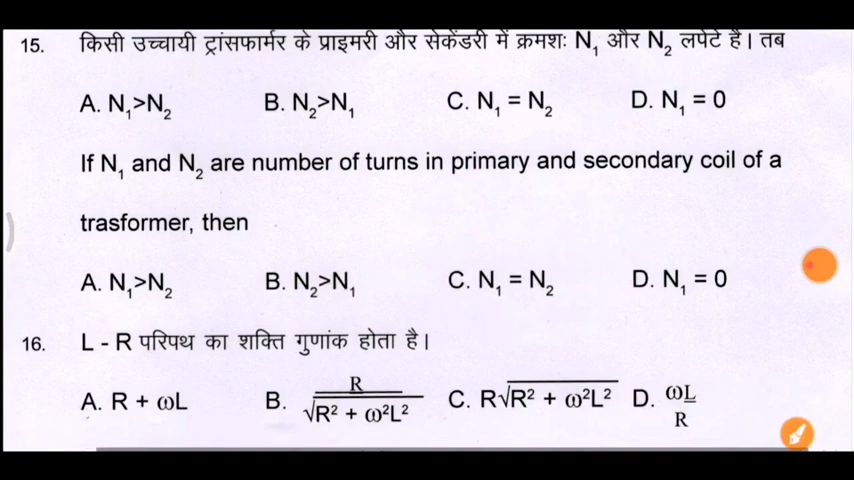 15. किसी उच्चायी ट्रांसफार्मर के प्राइमरी और सेकेंडरी में क्रमशः N₁ और N₂ लपेटे है। तब
A. N₁>N₂ B. N₂>N₁ C. N₁ = N₂ D. N₁ = 0
If N₁ and N₂ are number of turns in primary and secondary coil of a
trasformer, then
A. N₁>N₂ B. N₂>N₁ C. N₁ = N₂ D. N₁ = 0
16. L - R परिपथ का शक्ति गुणांक होता है।
A. R + ωL B. R/√(R² + ω²L²) C. R√(R² + ω²L²) D. ωL/R